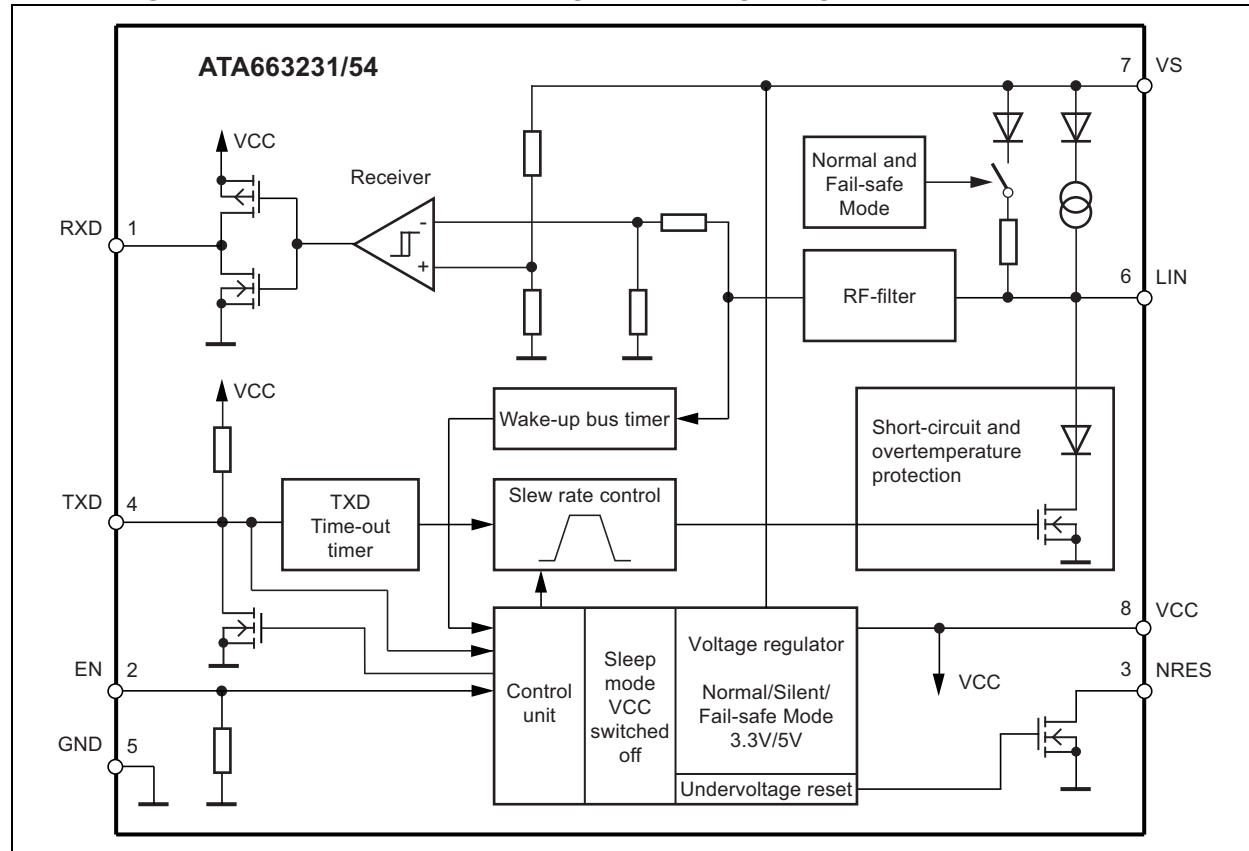 ATA663231/54
7 VS
VCC
Receiver
Normal and
Fail-safe
Mode
RXD 1
-
+
RF-filter
6 LIN
VCC
Wake-up bus timer
Short-circuit and
overtemperature
protection
TXD 4
TXD
Time-out
timer
Slew rate control
EN 2
GND 5
Control
unit
Sleep
mode
VCC
switched
off
Voltage regulator
Normal/Silent/
Fail-safe Mode
3.3V/5V
Undervoltage reset
8 VCC
VCC
3 NRES